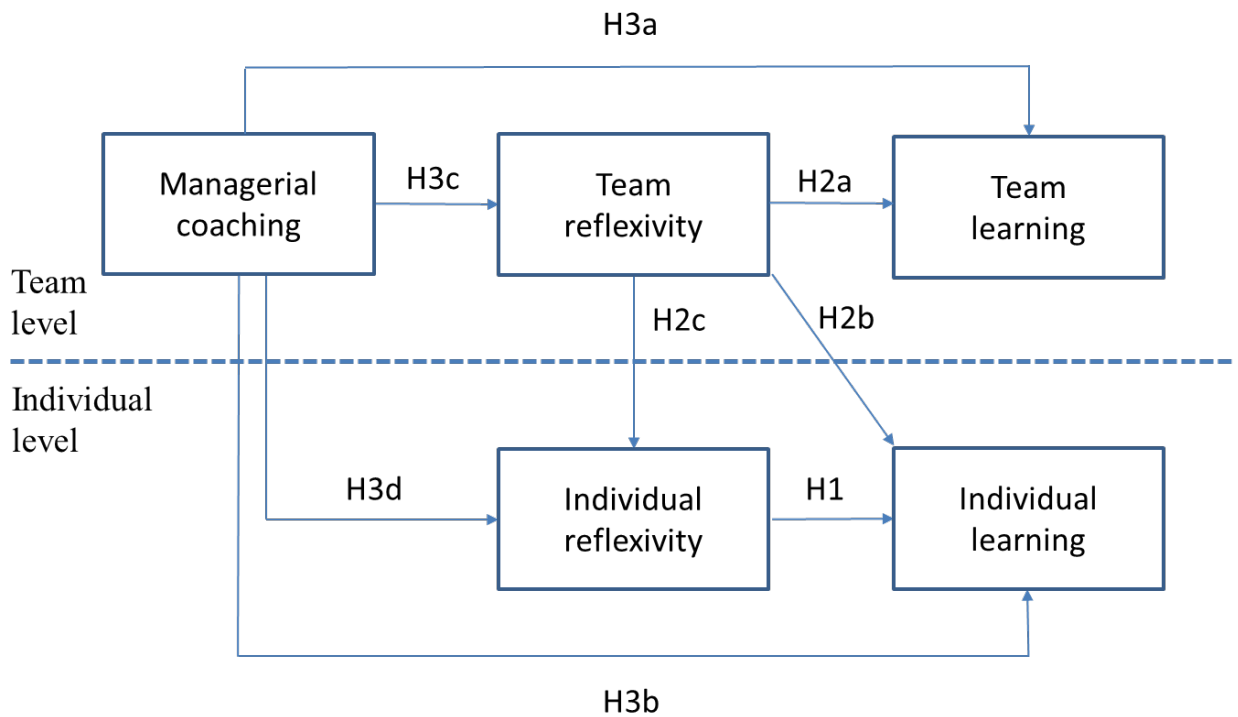 H3a
Managerial
coaching
H3c
Team
reflexivity
H2a
Team
learning
Team
level
H2c
H2b
Individual
level
H3d
Individual
reflexivity
H1
Individual
learning
H3b